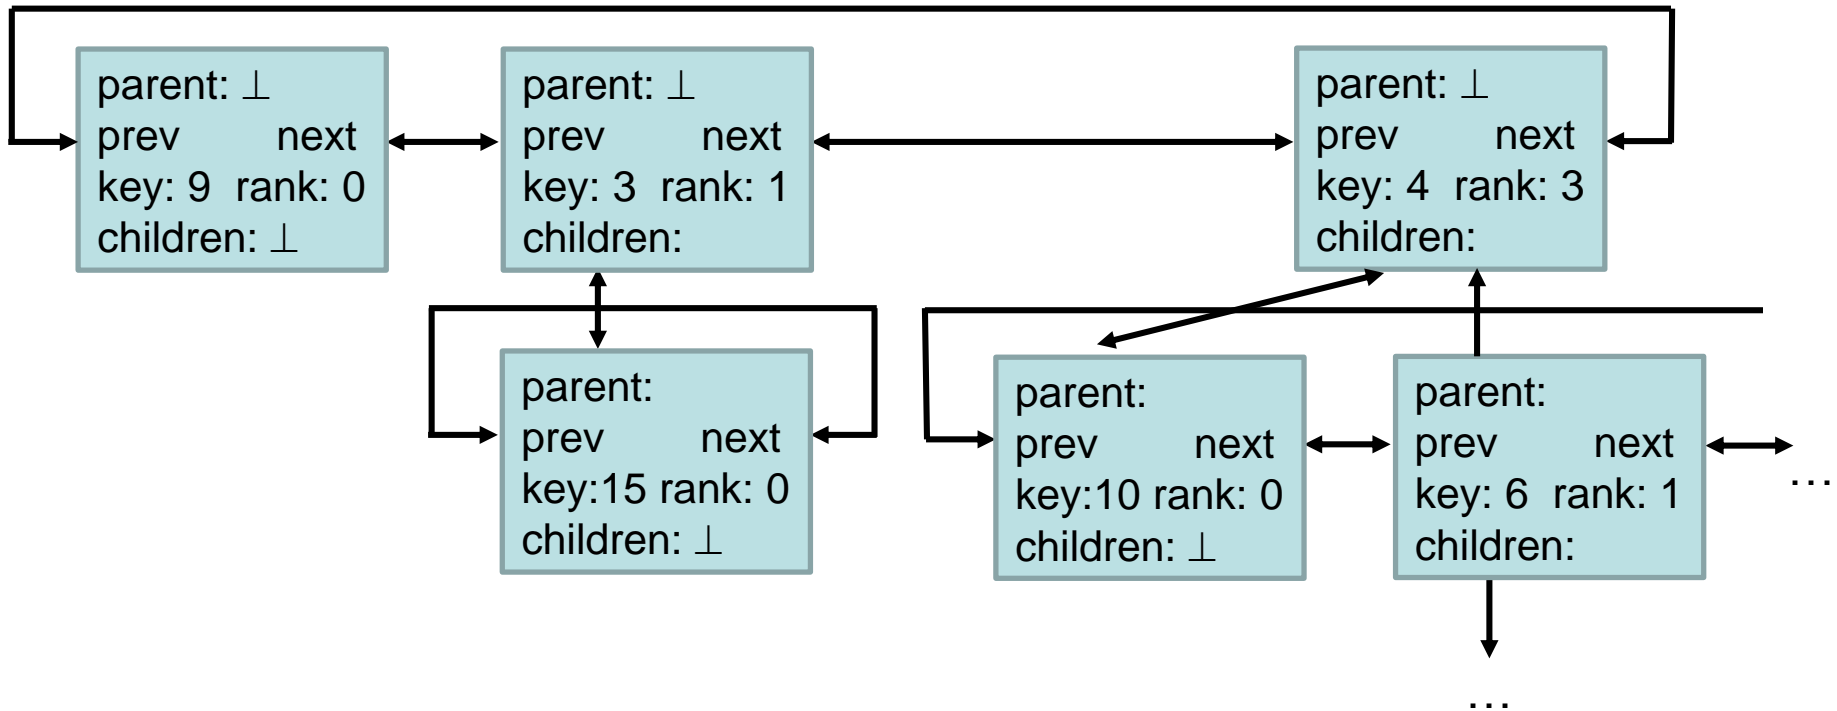 parent: ⊥
prev next
key: 9 rank: 0
children: ⊥
parent: ⊥
prev next
key: 3 rank: 1
children:
parent: ⊥
prev next
key: 4 rank: 3
children:
parent:
prev next
key:15 rank: 0
children: ⊥
parent:
prev next
key:10 rank: 0
children: ⊥
parent:
prev next
key: 6 rank: 1
children:
...
...